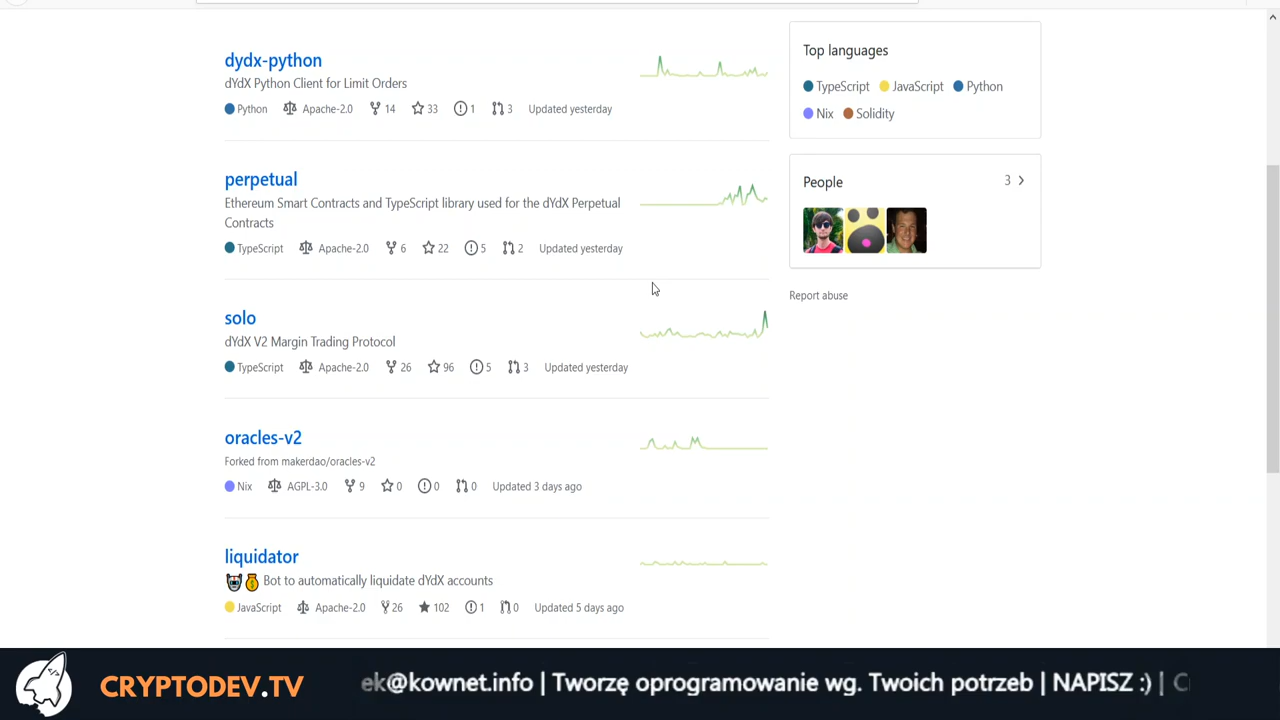 dydx-python
dYdX Python Client for Limit Orders
Python Apache-2.0 14 33 1 3 Updated yesterday
perpetual
Ethereum Smart Contracts and TypeScript library used for the dYdX Perpetual
Contracts
TypeScript Apache-2.0 6 22 5 2 Updated yesterday
solo
dYdX V2 Margin Trading Protocol
TypeScript Apache-2.0 26 96 5 3 Updated yesterday
oracles-v2
Forked from makerdao/oracles-v2
Nix AGPL-3.0 9 0 0 0 Updated 3 days ago
liquidator
Bot to automatically liquidate dYdX accounts
JavaScript Apache-2.0 26 102 1 0 Updated 5 days ago
Top languages
TypeScript JavaScript Python
Nix Solidity
People 3
Report abuse
CRYPTODEV.TV
ek@kownet.info | Tworzę oprogramowanie wg. Twoich potrzeb | NAPISZ :) | C